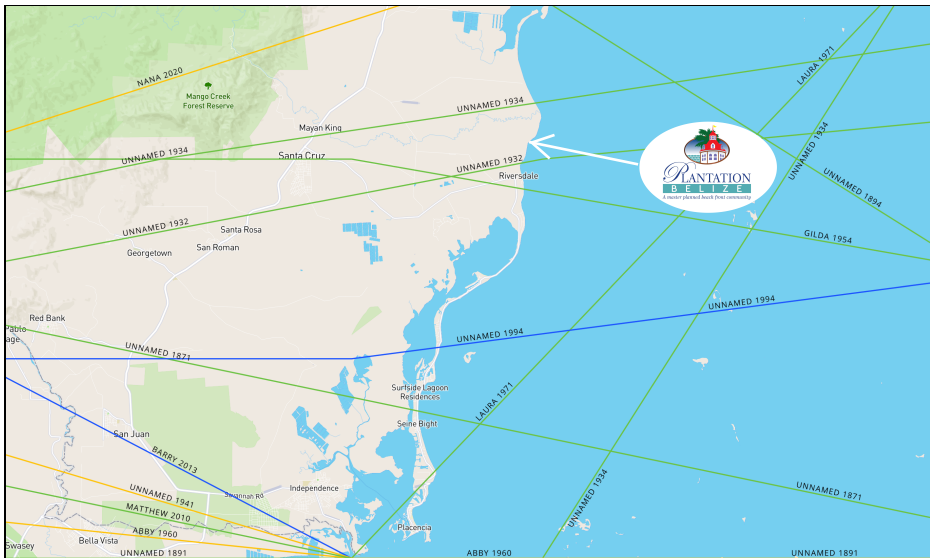 NANA 2020
Mango Creek
Forest Reserve
UNNAMED 1934
LAURA 1971
Mayan King
UNNAMED 1934
Santa Cruz
UNNAMED 1934
UNNAMED 1932
Riversdale
PLANTATION
BELIZE
A master planned beach front community
UNNAMED 1894
UNNAMED 1932
Santa Rosa
GILDA 1954
San Roman
Georgetown
UNNAMED 1994
Red Bank
Pablo
age
UNNAMED 1994
UNNAMED 1871
Surfside Lagoon
Residences
LAURA 1971
Seine Bight
San Juan
BARRY 2013
UNNAMED 1941
Savannah Rd
Independence
UNNAMED 1871
UNNAMED 1934
MATTHEW 2010
Placencia
ABBY 1960
Bella Vista
Swasey
UNNAMED 1891
ABBY 1960
UNNAMED 1891